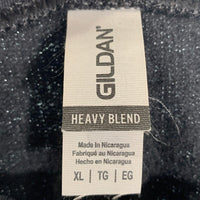 GILDAN
HEAVY BLEND
Made in Nicaragua
Fabriqué au Nicaragua
Hecho en Nicaragua
XL | TG | EG